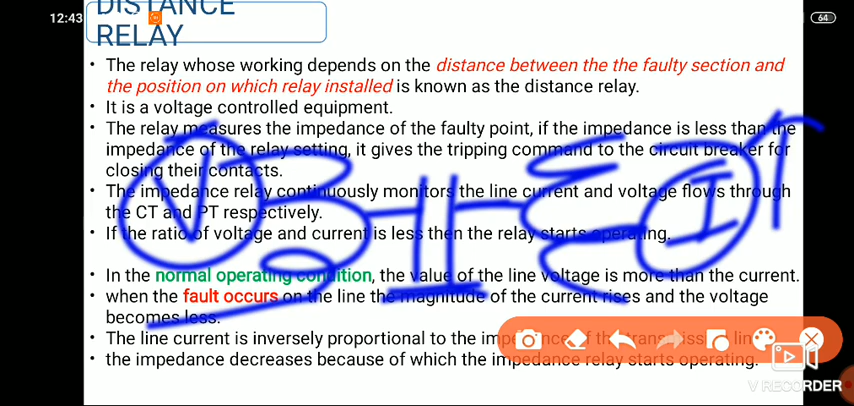 12:43
64
DISTANCE
RELAY
• The relay whose working depends on the distance between the the faulty section and
the position on which relay installed is known as the distance relay.
• It is a voltage controlled equipment.
• The relay measures the impedance of the faulty point, if the impedance is less than the
impedance of the relay setting, it gives the tripping command to the circuit breaker for
closing their contacts.
• The impedance relay continuously monitors the line current and voltage flows through
the CT and PT respectively.
• If the ratio of voltage and current is less then the relay starts operating.
V
I
• In the normal operating condition, the value of the line voltage is more than the current.
• when the fault occurs on the line the magnitude of the current rises and the voltage
becomes less.
• The line current is inversely proportional to the impedance of the transmission line
• the impedance decreases because of which the impedance relay starts operating.
V RECORDER